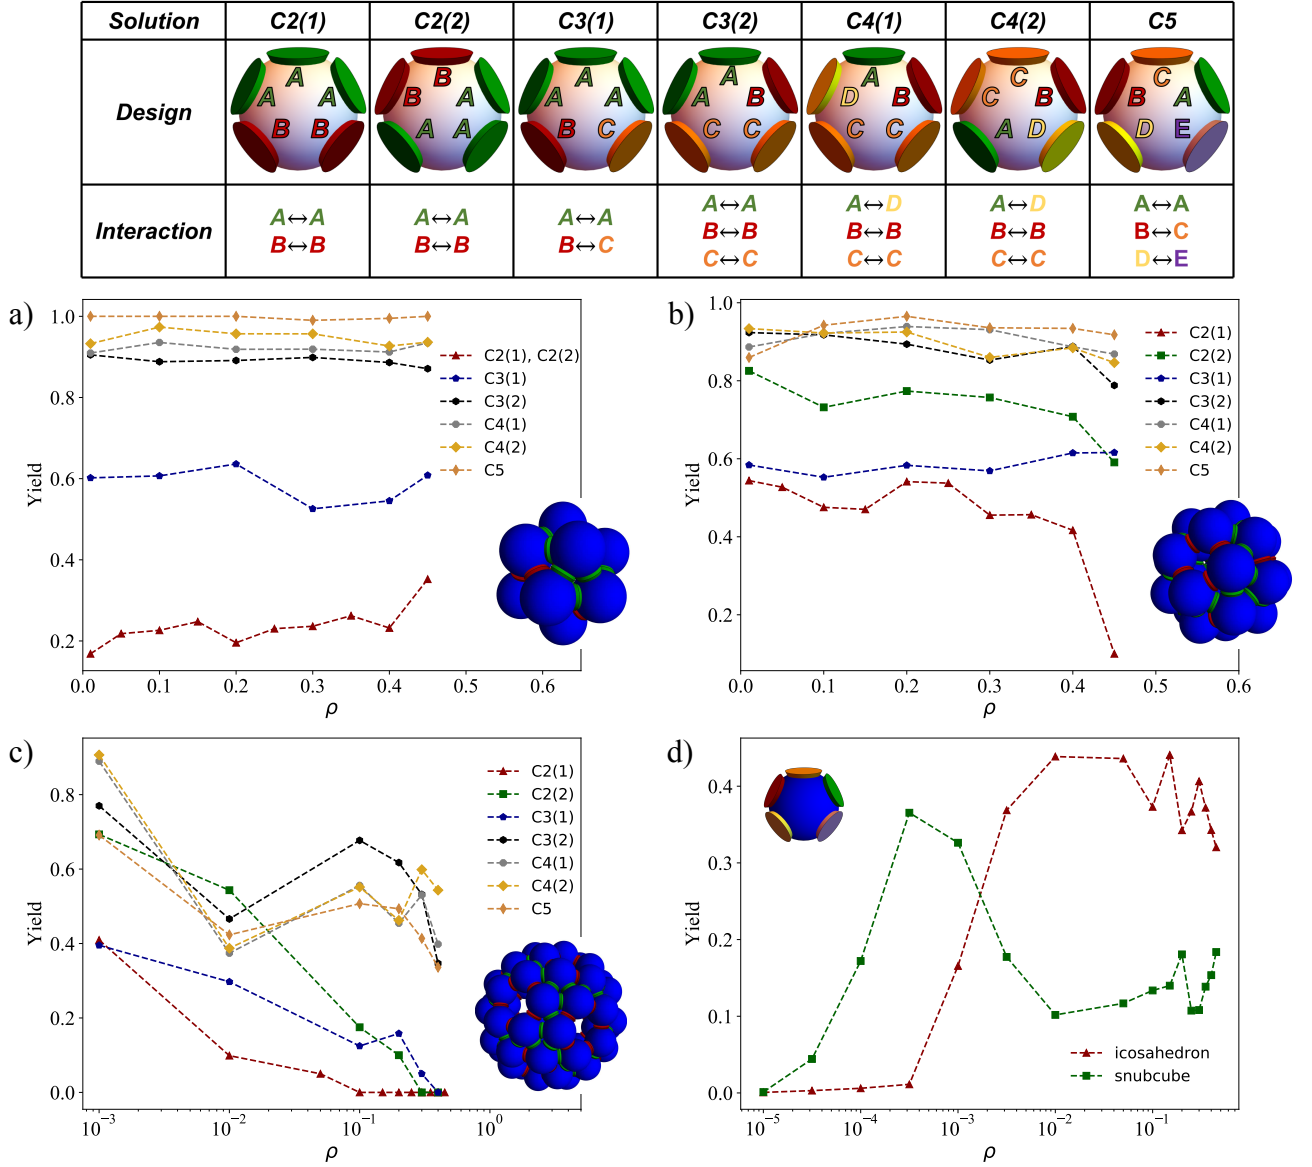 Solution C2(1) C2(2) C3(1) C3(2) C4(1) C4(2) C5
Design
A A A B B
B B A A A
A A A B C
A A B C C
A D B C C
C C B A D
C B A D E
Interaction
A↔A B↔B
A↔A B↔B
A↔A B↔C
A↔A B↔B C↔C
A↔D B↔B C↔C
A↔D B↔B C↔C
A↔A B↔C D↔E
a)
Yield
1.0
0.8
0.6
0.4
0.2
0.0 0.1 0.2 0.3 0.4 0.5 0.6
ρ
C2(1), C2(2)
C3(1)
C3(2)
C4(1)
C4(2)
C5
b)
Yield
1.0
0.8
0.6
0.4
0.2
0.0 0.1 0.2 0.3 0.4 0.5 0.6
ρ
C2(1)
C2(2)
C3(1)
C3(2)
C4(1)
C4(2)
C5
c)
Yield
0.8
0.6
0.4
0.2
0.0
10⁻³ 10⁻² 10⁻¹ 10⁰
ρ
C2(1)
C2(2)
C3(1)
C3(2)
C4(1)
C4(2)
C5
d)
Yield
0.4
0.3
0.2
0.1
0.0
10⁻⁵ 10⁻⁴ 10⁻³ 10⁻² 10⁻¹
ρ
icosahedron
snubcube